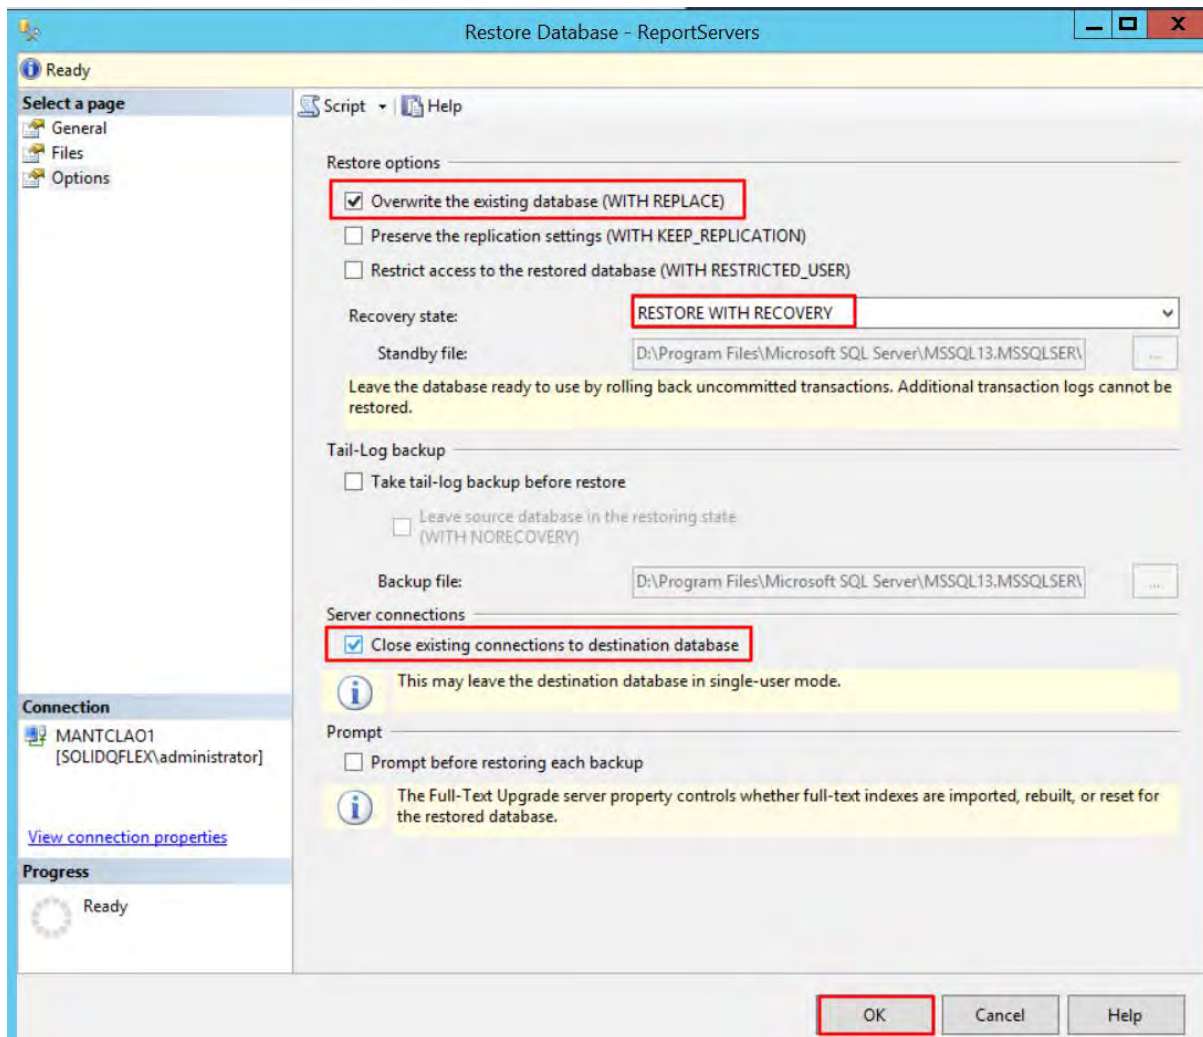 Restore Database - ReportServers
X
Ready
Select a page
General
Files
Options
Script
Help
Restore options
Overwrite the existing database (WITH REPLACE)
Preserve the replication settings (WITH KEEP_REPLICATION)
Restrict access to the restored database (WITH RESTRICTED_USER)
Recovery state:
RESTORE WITH RECOVERY
Standby file:
D:\Program Files\Microsoft SQL Server\MSSQL13.MSSQLSER\
...
Leave the database ready to use by rolling back uncommitted transactions. Additional transaction logs cannot be
restored.
Tail-Log backup
Take tail-log backup before restore
Leave source database in the restoring state
(WITH NORECOVERY)
Backup file:
D:\Program Files\Microsoft SQL Server\MSSQL13.MSSQLSER\
...
Server connections
Close existing connections to destination database
This may leave the destination database in single-user mode.
Prompt
Prompt before restoring each backup
The Full-Text Upgrade server property controls whether full-text indexes are imported, rebuilt, or reset for
the restored database.
Connection
MANTCLAO1
[SOLIDQFLEX\administrator]
View connection properties
Progress
Ready
OK
Cancel
Help